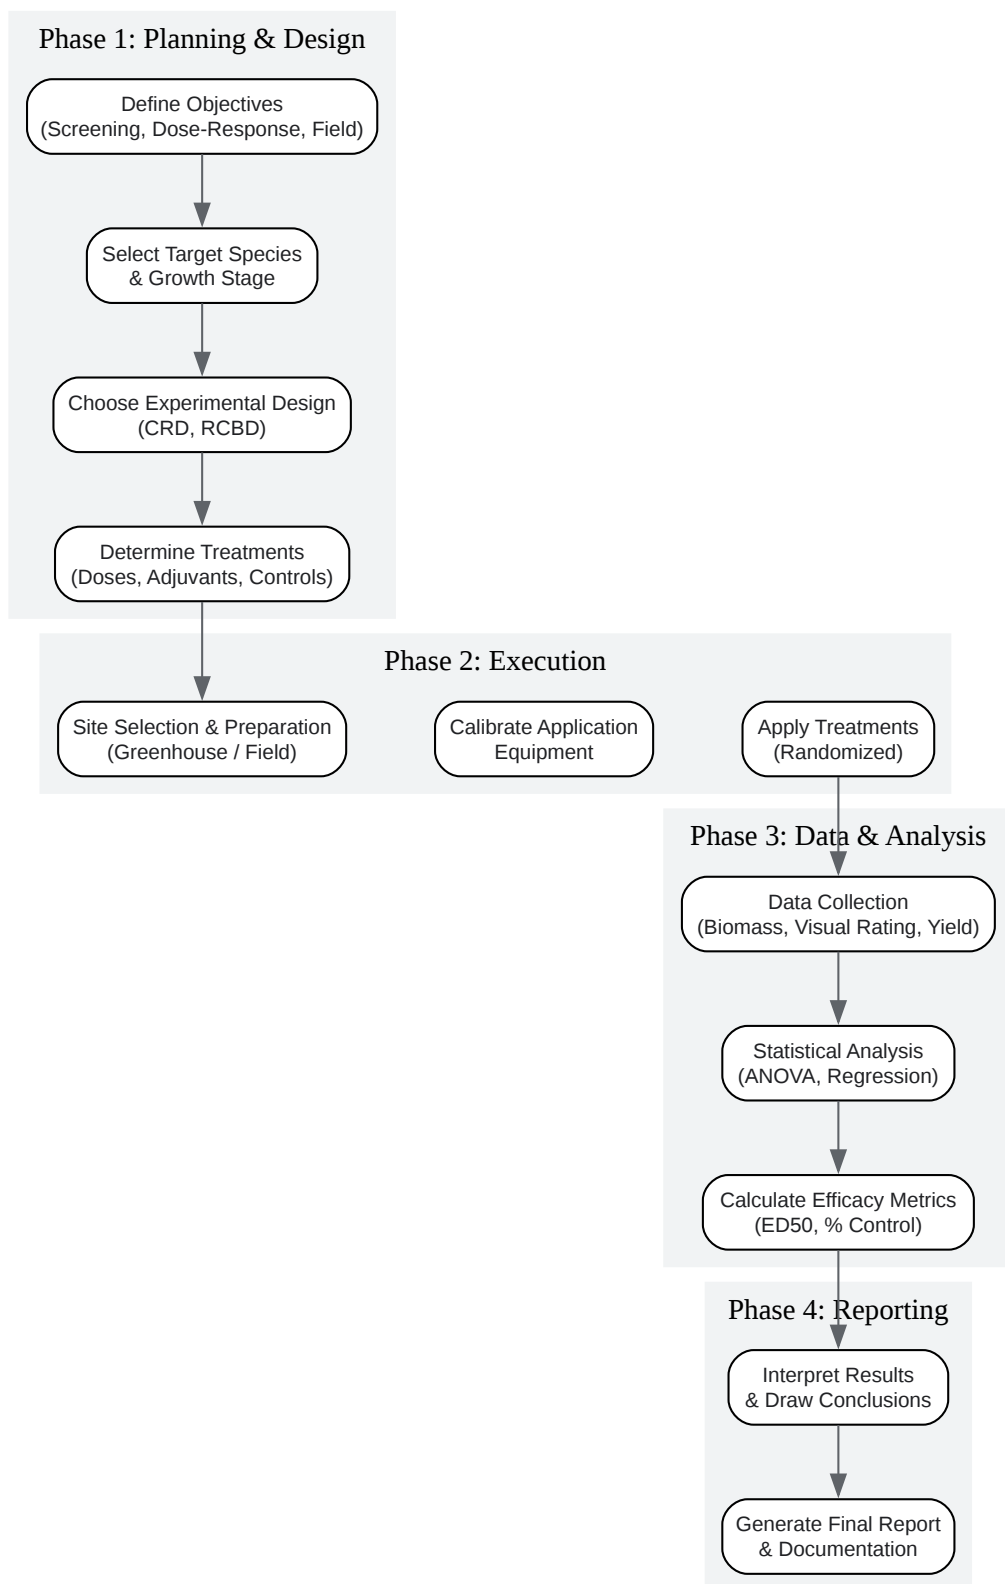 Phase 1: Planning & Design
Define Objectives
(Screening, Dose-Response, Field)
Select Target Species
& Growth Stage
Choose Experimental Design
(CRD, RCBD)
Determine Treatments
(Doses, Adjuvants, Controls)
Phase 2: Execution
Site Selection & Preparation
(Greenhouse / Field)
Calibrate Application
Equipment
Apply Treatments
(Randomized)
Phase 3: Data & Analysis
Data Collection
(Biomass, Visual Rating, Yield)
Statistical Analysis
(ANOVA, Regression)
Calculate Efficacy Metrics
(ED50, % Control)
Phase 4: Reporting
Interpret Results
& Draw Conclusions
Generate Final Report
& Documentation